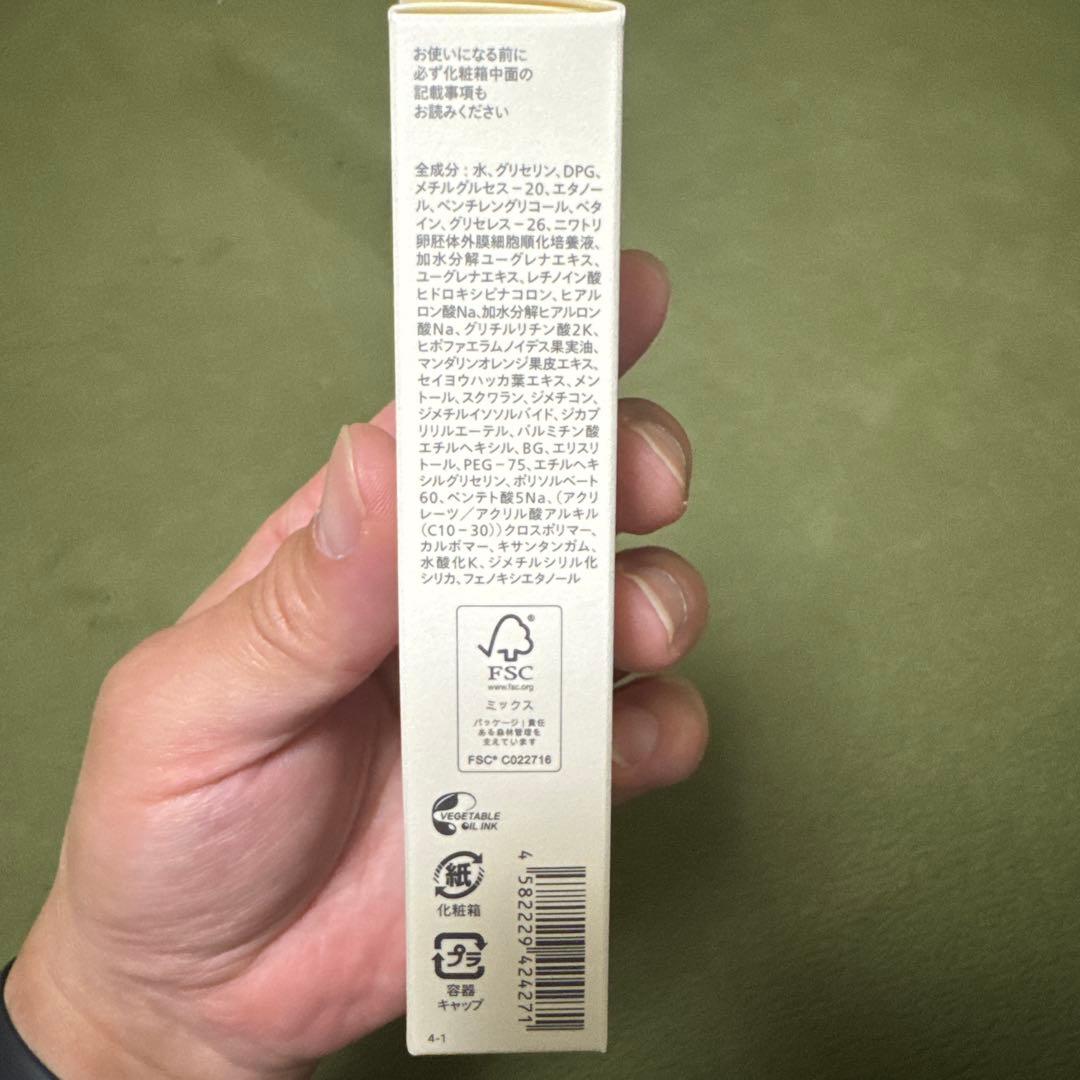 お使いになる前に
必ず化粧箱中面の
記載事項も
お読みください
全成分：水、グリセリン、DPG、
メチルグルセス－20、エタノー
ル、ペンチレングリコール、ベタ
イン、グリセレス－26、ニワトリ
卵胚体外膜細胞順化培養液、
加水分解ユーグレナエキス、
ユーグレナエキス、レチノイン酸
ヒドロキシピナコロン、ヒアル
ロン酸Na、加水分解ヒアルロン
酸Na、グリチルリチン酸2K、
ヒポファエラムノイデス果実油、
マンダリンオレンジ果皮エキス、
セイヨウハッカ葉エキス、メン
トール、スクワラン、ジメチコン、
ジメチルイソソルバイド、ジカプ
リリルエーテル、パルミチン酸
エチルヘキシル、BG、エリスリ
トール、PEG－75、エチルヘキ
シルグリセリン、ポリソルベート
60、ペンテト酸5Na、（アクリ
レーツ／アクリル酸アルキル
（C10－30））クロスポリマー、
カルボマー、キサンタンガム、
水酸化K、ジメチルシリル化
シリカ、フェノキシエタノール
FSC®
www.fsc.org
ミックス
パッケージ｜責任
ある森林管理を
支えています
FSC® C022716
VEGETABLE
OIL INK
紙
化粧箱
プラ
容器
キャップ
4 582229 424271
4-1